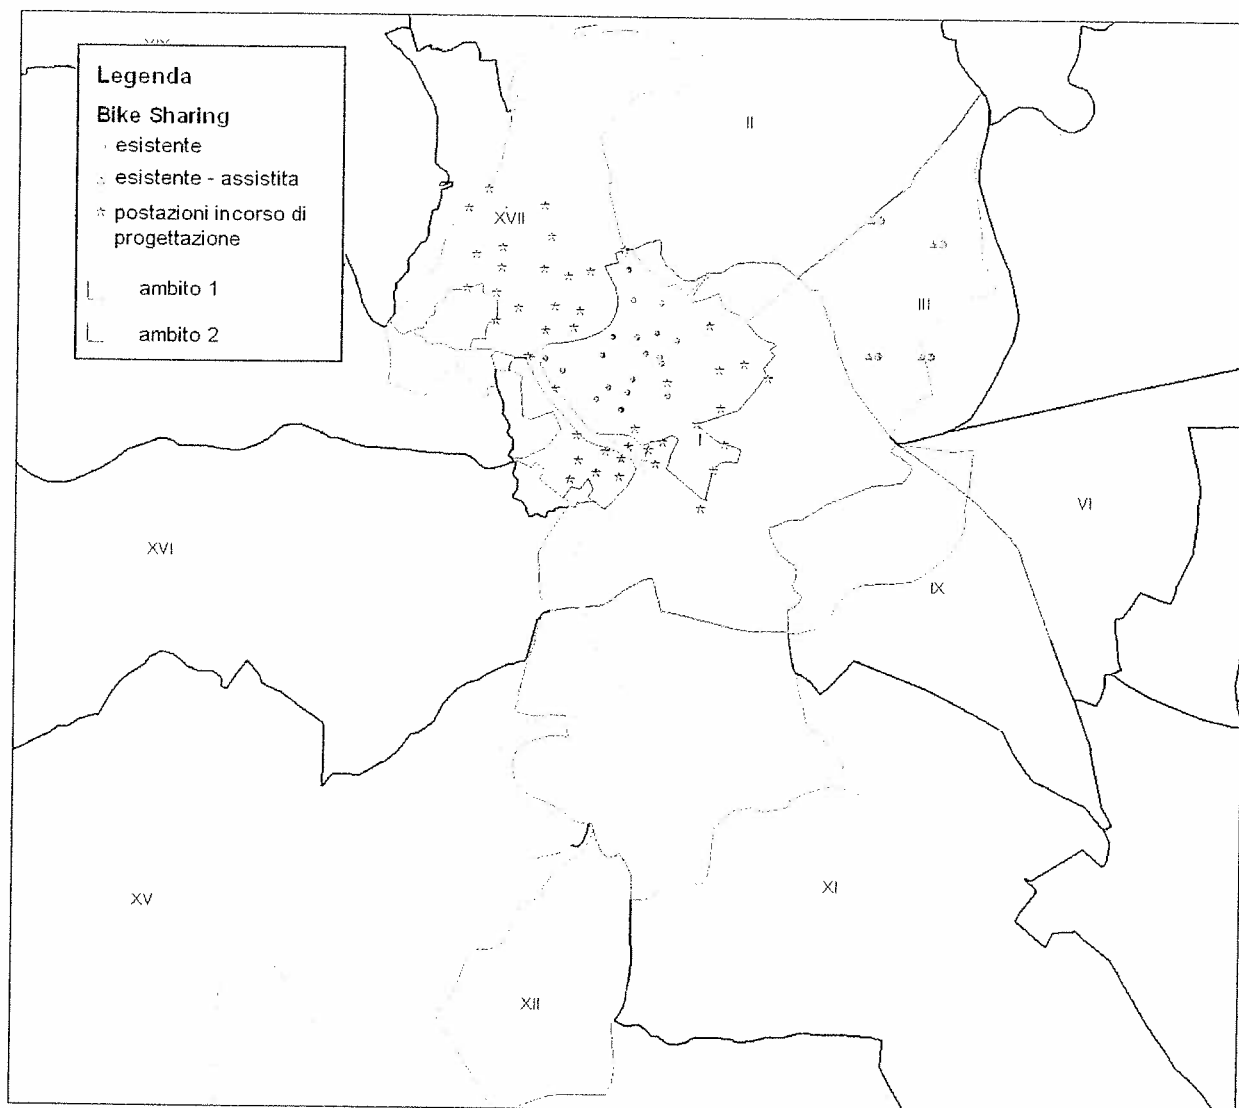 XIX
Legenda
Bike Sharing
esistente
esistente - assistita
postazioni incorso di
progettazione
ambito 1
ambito 2
II
XVII
III
I
VI
XVI
IX
XV
XI
XII